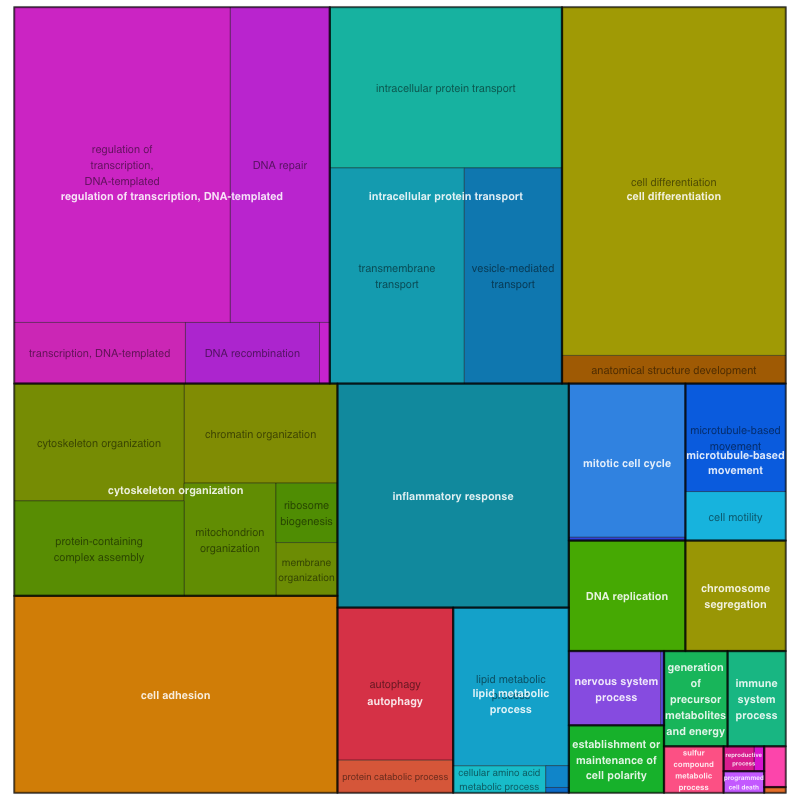 regulation of
transcription,
DNA-templated
DNA repair
regulation of transcription, DNA-templated
transcription, DNA-templated
DNA recombination
intracellular protein transport
intracellular protein transport
transmembrane
transport
vesicle-mediated
transport
cell differentiation
cell differentiation
anatomical structure development
cytoskeleton organization
chromatin organization
cytoskeleton organization
protein-containing
complex assembly
mitochondrion
organization
ribosome
biogenesis
membrane
organization
cell adhesion
inflammatory response
autophagy
autophagy
protein catabolic process
lipid metabolic
process
lipid metabolic
process
cellular amino acid
metabolic process
mitotic cell cycle
microtubule-based
movement
microtubule-based
movement
cell motility
DNA replication
chromosome
segregation
nervous system
process
generation
of
precursor
metabolites
and energy
immune
system
process
establishment or
maintenance of
cell polarity
sulfur
compound
metabolic
process
reproductive
process
programmed
cell death